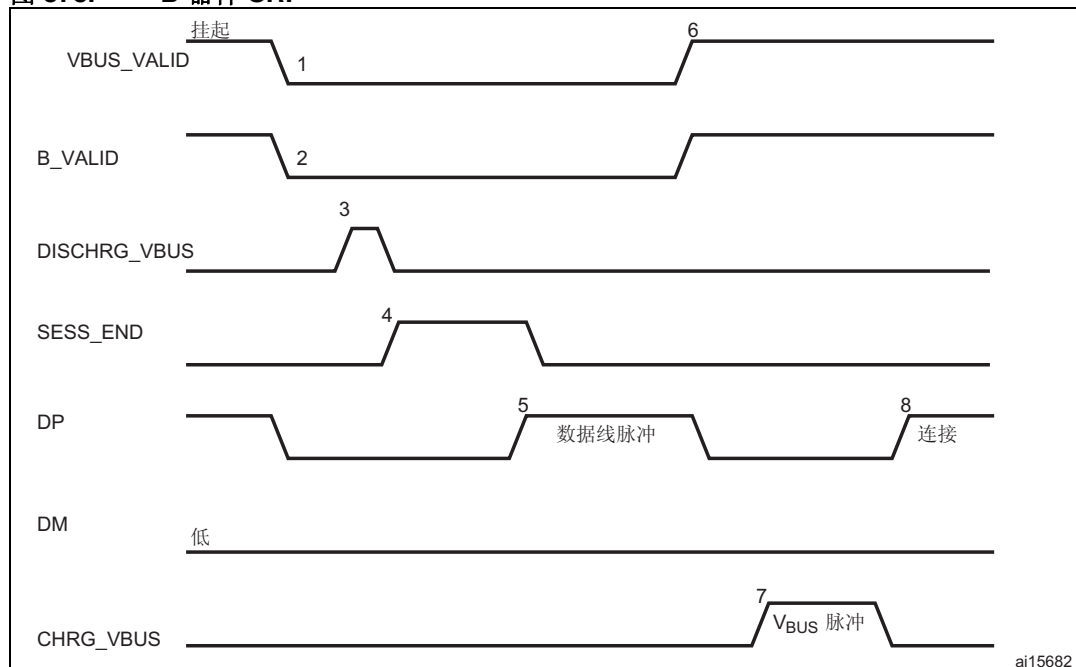 挂起
6
VBUS_VALID
1
B_VALID
2
3
DISCHRG_VBUS
4
SESS_END
5
8
DP
数据线脉冲
连接
DM
低
7
VBUS 脉冲
CHRG_VBUS
ai15682